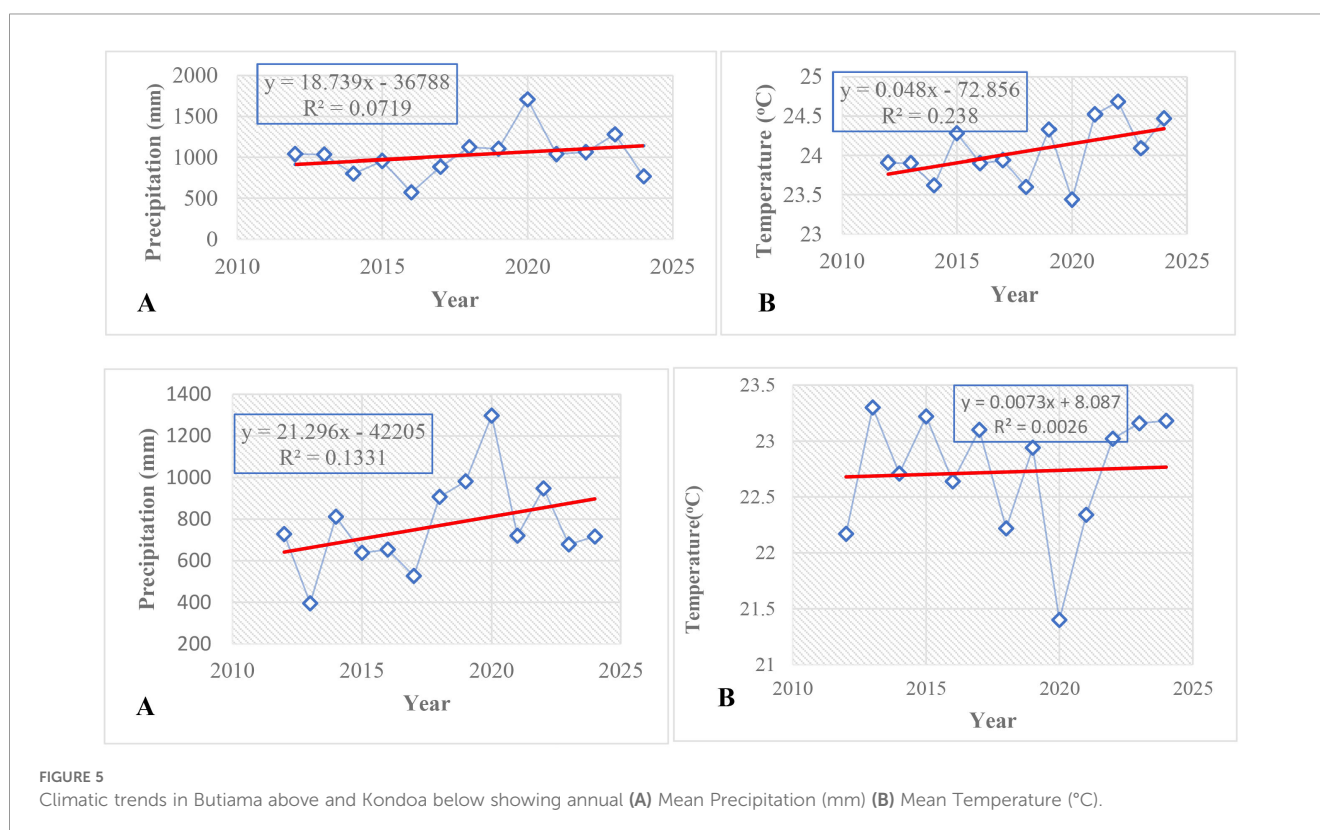 2000
1500
1000
500
0
Precipitation (mm)
y = 18.739x - 36788
R² = 0.0719
2010 2015 2020 2025
A
Year
25
24.5
24
23.5
23
Temperature (°C)
y = 0.048x - 72.856
R² = 0.238
2010 2015 2020 2025
B
Year
1400
1200
1000
800
600
400
200
Precipitation (mm)
y = 21.296x - 42205
R² = 0.1331
2010 2015 2020 2025
A
Year
23.5
23
22.5
22
21.5
21
Temperature(°C)
y = 0.0073x + 8.087
R² = 0.0026
2010 2015 2020 2025
B
Year
FIGURE 5
Climatic trends in Butiama above and Kondoa below showing annual (A) Mean Precipitation (mm) (B) Mean Temperature (°C).